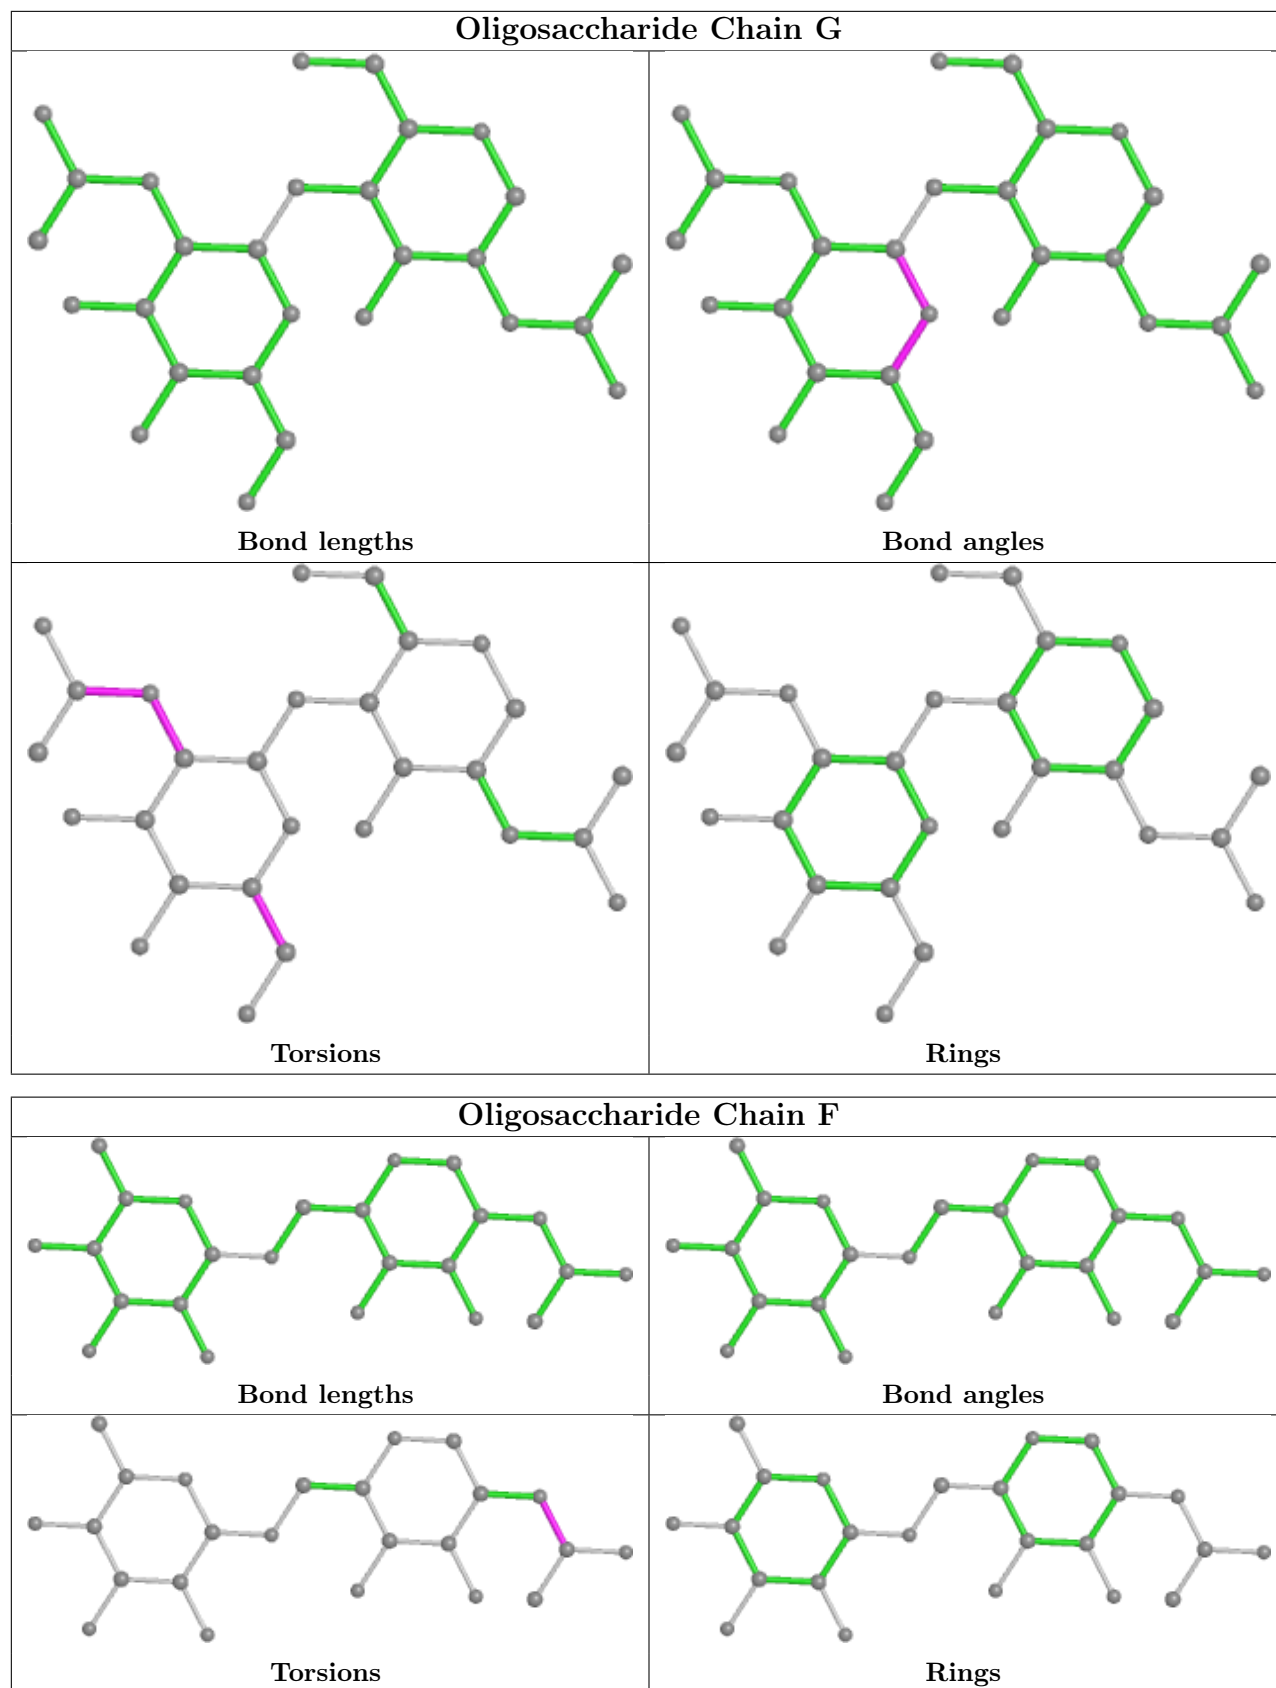 Oligosaccharide Chain G
Bond lengths
Bond angles
Torsions
Rings
Oligosaccharide Chain F
Bond lengths
Bond angles
Torsions
Rings